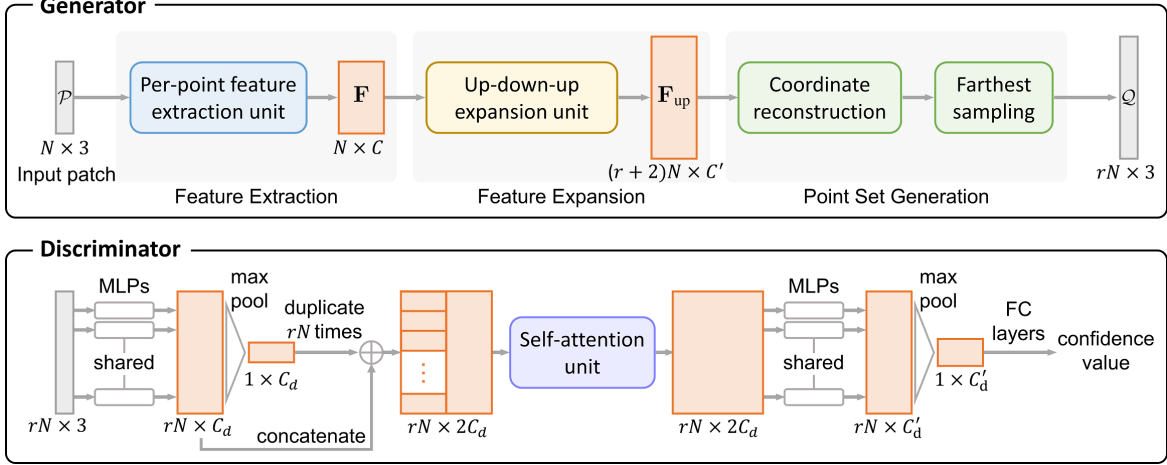 Generator
𝒫
N × 3
Input patch
Per-point feature
extraction unit
F
N × C
Feature Extraction
Up-down-up
expansion unit
F_up
(r + 2)N × C′
Feature Expansion
Coordinate
reconstruction
Farthest
sampling
Point Set Generation
𝒬
rN × 3
Discriminator
rN × 3
MLPs
shared
rN × C_d
max
pool
1 × C_d
duplicate
rN times
concatenate
rN × 2C_d
Self-attention
unit
rN × 2C_d
MLPs
shared
rN × C′_d
max
pool
1 × C′_d
FC
layers
confidence
value